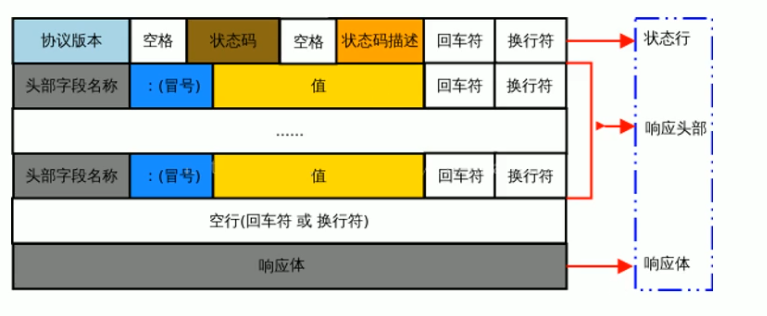 协议版本 空格 状态码 空格 状态码描述 回车符 换行符 状态行
头部字段名称 :(冒号) 值 回车符 换行符
响应头部
......
头部字段名称 :(冒号) 值 回车符 换行符
空行(回车符 或 换行符)
响应体 响应体